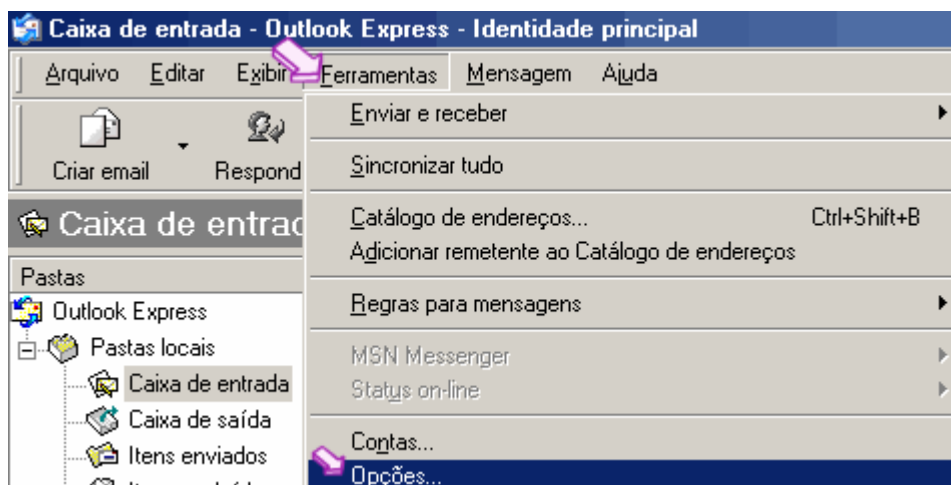 Caixa de entrada - Outlook Express - Identidade principal
Arquivo Editar Exibir Ferramentas Mensagem Ajuda
Criar email Respond
Enviar e receber
Sincronizar tudo
Catálogo de endereços... Ctrl+Shift+B
Adicionar remetente ao Catálogo de endereços
Regras para mensagens
MSN Messenger
Status on-line
Contas...
Opções...
Caixa de entrad
Pastas
Outlook Express
Pastas locais
Caixa de entrada
Caixa de saída
Itens enviados